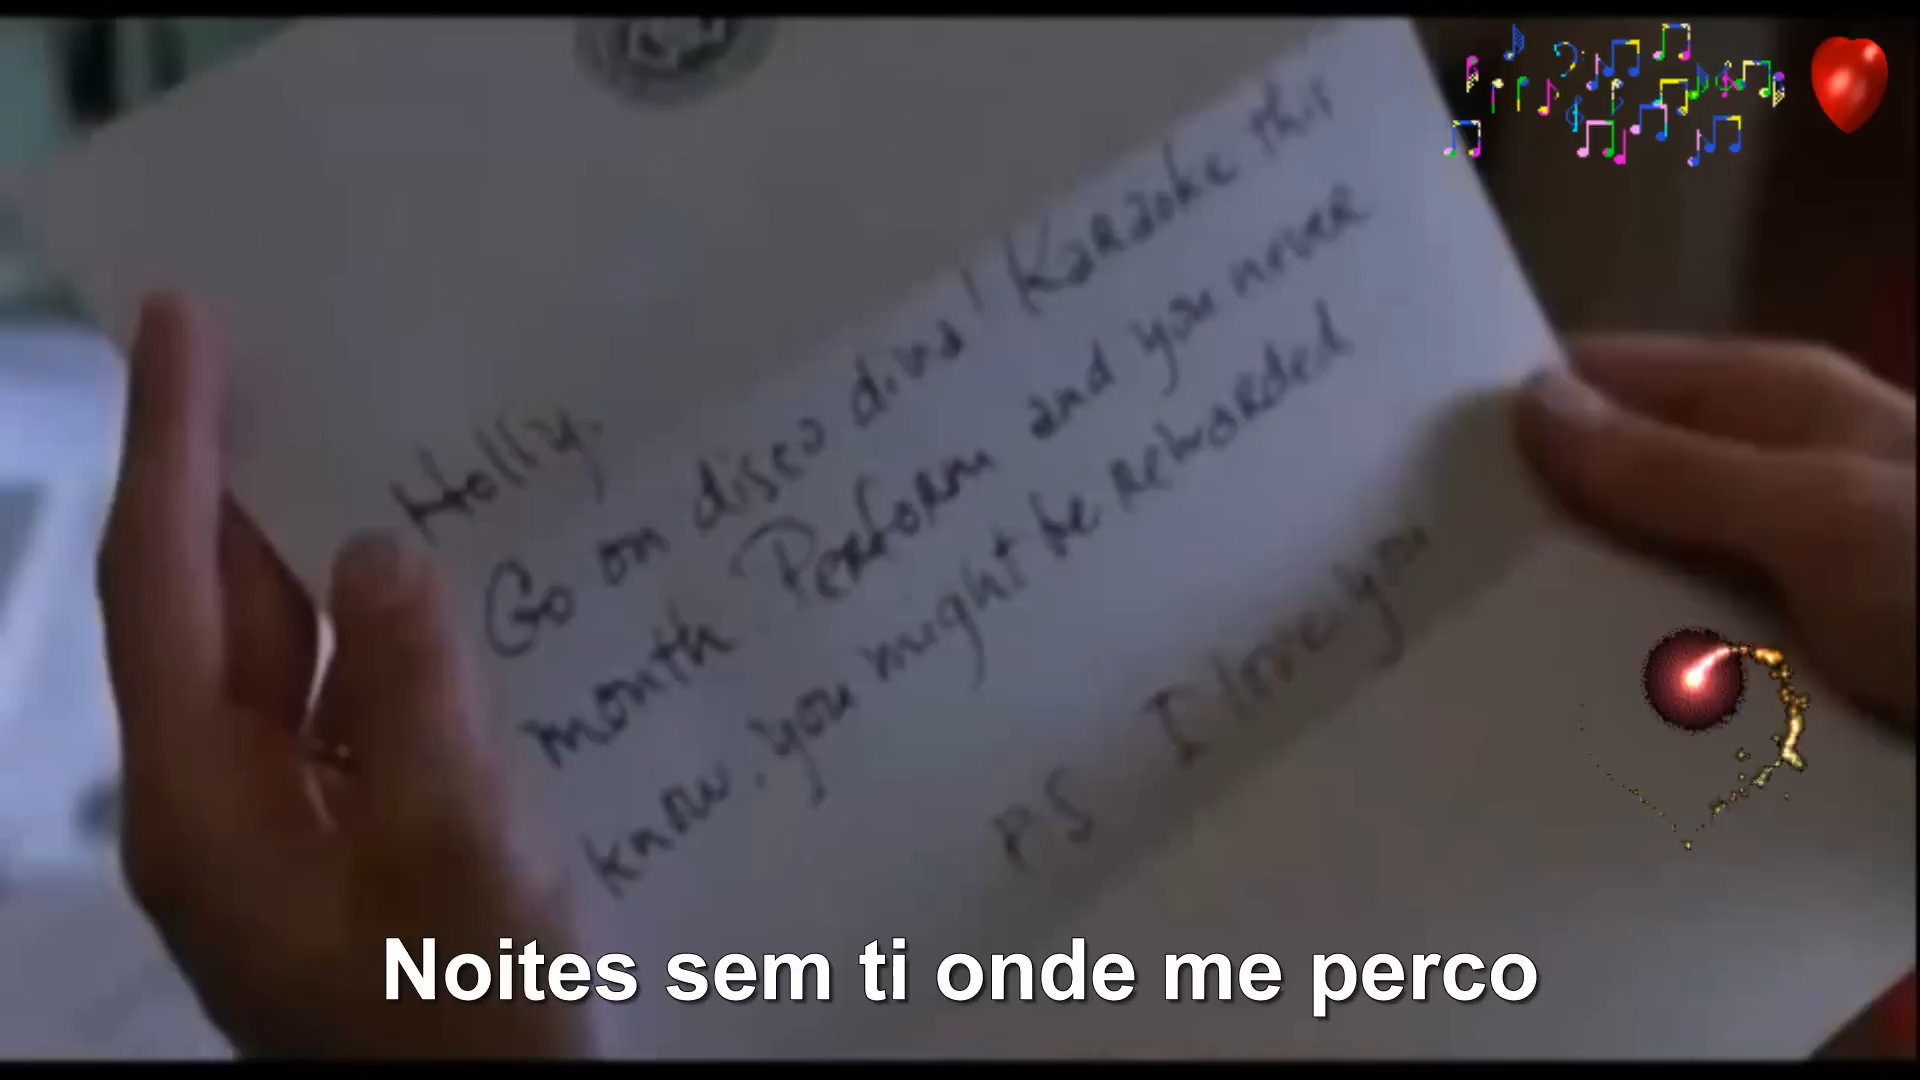 Holly.
Go on disco diva! Karaoke this
month. Perform and you never
know. you might be reworded
P.S I love you
Noites sem ti onde me perco